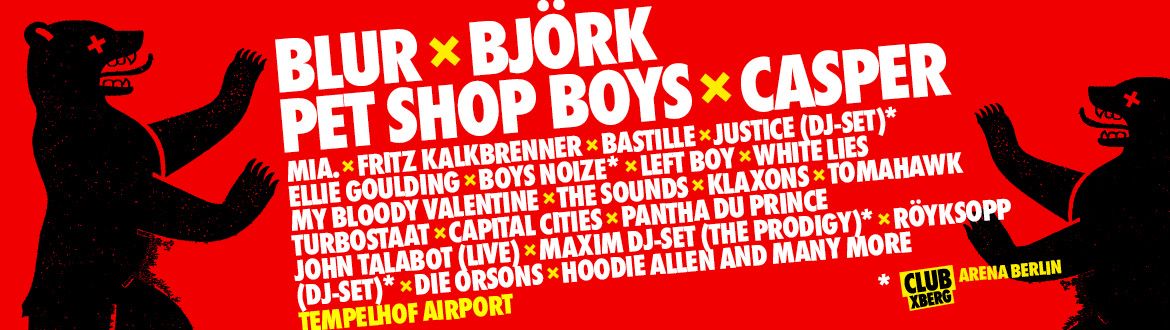 BLUR × BJÖRK
PET SHOP BOYS × CASPER
MIA. × FRITZ KALKBRENNER × BASTILLE × JUSTICE (DJ-SET)*
ELLIE GOULDING × BOYS NOIZE* × LEFT BOY × WHITE LIES
MY BLOODY VALENTINE × THE SOUNDS × KLAXONS × TOMAHAWK
TURBOSTAAT × CAPITAL CITIES × PANTHA DU PRINCE
JOHN TALABOT (LIVE) × MAXIM DJ-SET (THE PRODIGY)* × RÖYKSOPP
(DJ-SET)* × DIE ORSONS × HOODIE ALLEN AND MANY MORE
TEMPELHOF AIRPORT
* CLUB XBERG ARENA BERLIN